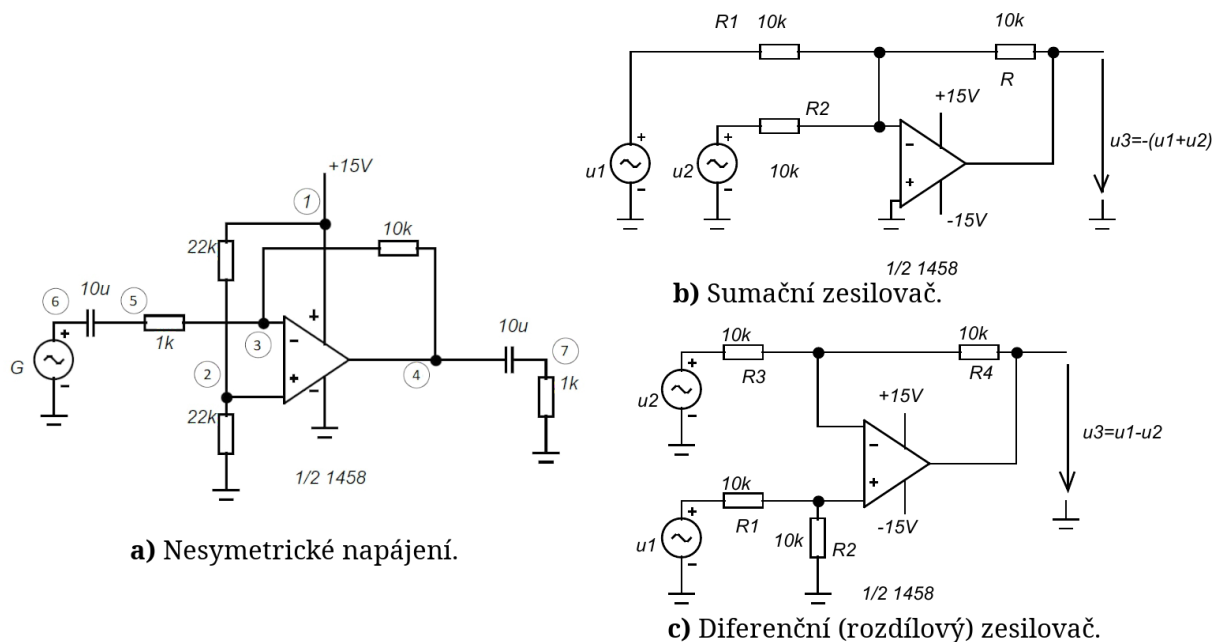 +15V
1
10k
22k
6
10u
5
1k
3
+
-
+
-
G
2
22k
4
10u
7
1k
+
-
1/2 1458
a) Nesymetrické napájení.
R1 10k
10k
R
R2
+15V
u1
+
-
u2
+
-
10k
-
+
-15V
u3=-(u1+u2)
1/2 1458
b) Sumační zesilovač.
10k
R3
10k
R4
u2
+
-
+15V
-
+
-15V
u3=u1-u2
10k
R1
u1
+
-
10k
R2
1/2 1458
c) Diferenční (rozdílový) zesilovač.